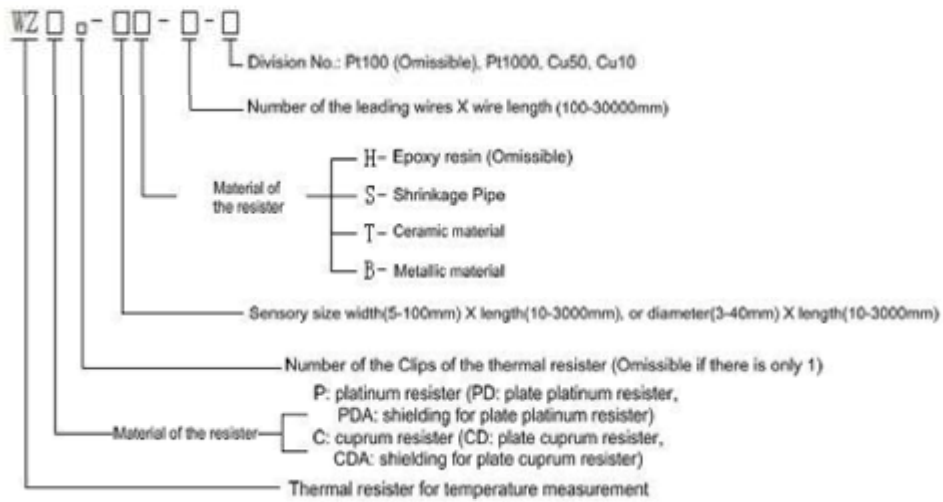 WZ□ □-□□-□-□
Division No.: Pt100 (Omissible), Pt1000, Cu50, Cu10
Number of the leading wires X wire length (100-30000mm)
H- Epoxy resin (Omissible)
Material of
the resister
S- Shrinkage Pipe
T- Ceramic material
B- Metallic material
Sensory size width(5-100mm) X length(10-3000mm), or diameter(3-40mm) X length(10-3000mm)
Number of the Clips of the thermal resister (Omissible if there is only 1)
P: platinum resister (PD: plate platinum resister,
PDA: shielding for plate platinum resister)
Material of the resister
C: cuprum resister (CD: plate cuprum resister,
CDA: shielding for plate cuprum resister)
Thermal resister for temperature measurement